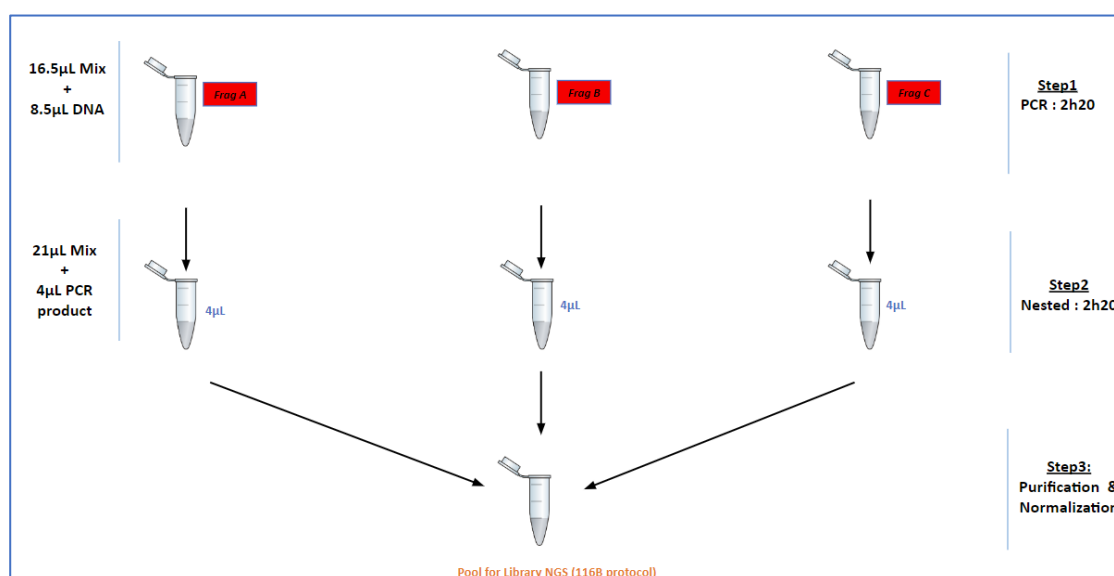 16.5µL Mix
+
8.5µL DNA
Frag A
Frag B
Frag C
Step1
PCR : 2h20
21µL Mix
+
4µL PCR
product
4µL
4µL
4µL
Step2
Nested : 2h20
Step3:
Purification &
Normalization
Pool for Library NGS (116B protocol)